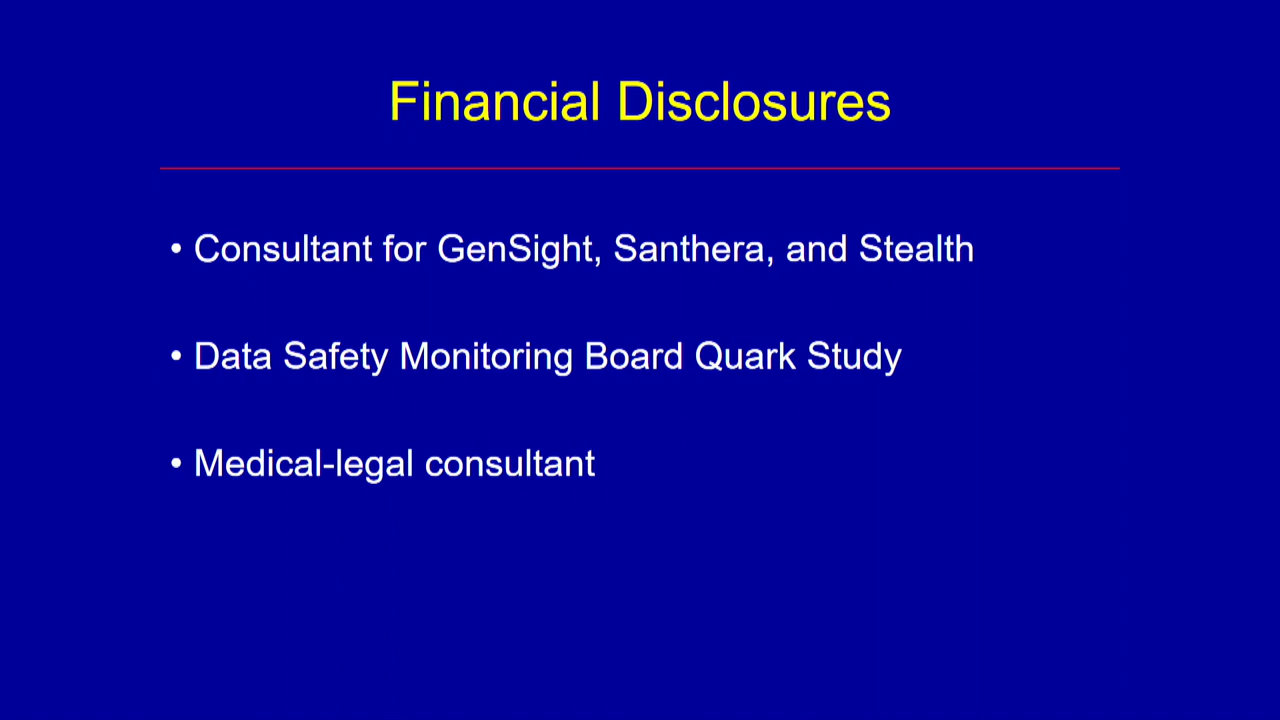 Financial Disclosures
• Consultant for GenSight, Santhera, and Stealth
• Data Safety Monitoring Board Quark Study
• Medical-legal consultant